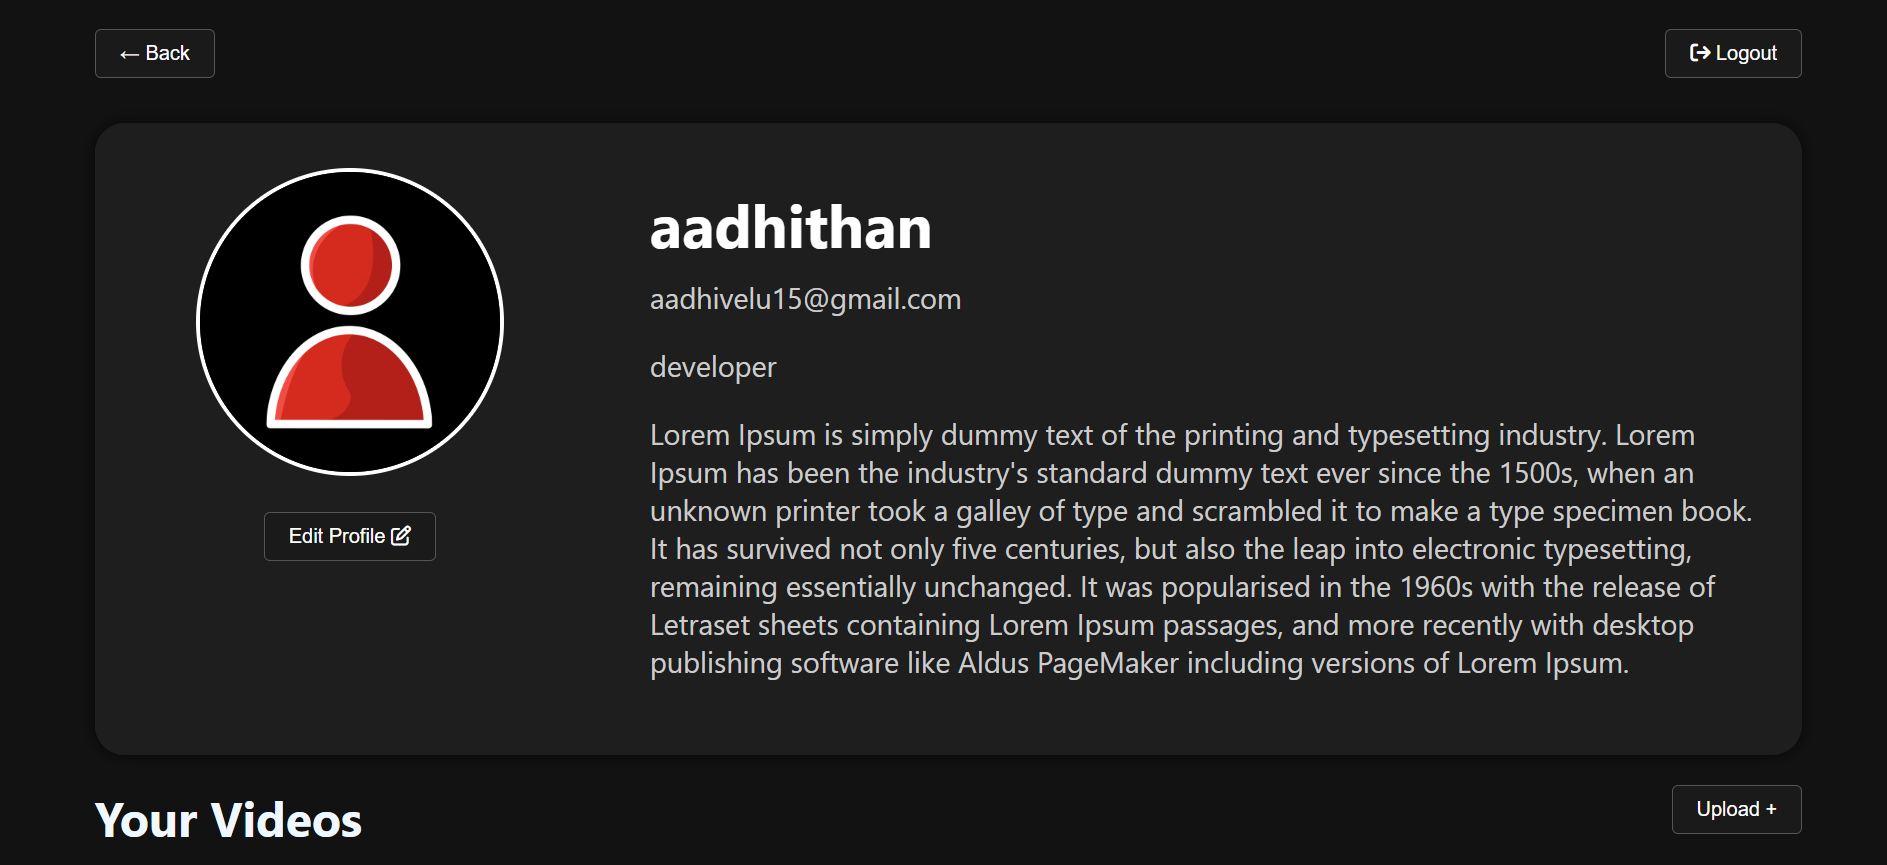 ← Back
Logout
aadhithan
aadhivelu15@gmail.com
developer
Lorem Ipsum is simply dummy text of the printing and typesetting industry. Lorem
Ipsum has been the industry's standard dummy text ever since the 1500s, when an
unknown printer took a galley of type and scrambled it to make a type specimen book.
It has survived not only five centuries, but also the leap into electronic typesetting,
remaining essentially unchanged. It was popularised in the 1960s with the release of
Letraset sheets containing Lorem Ipsum passages, and more recently with desktop
publishing software like Aldus PageMaker including versions of Lorem Ipsum.
Edit Profile
Your Videos
Upload +